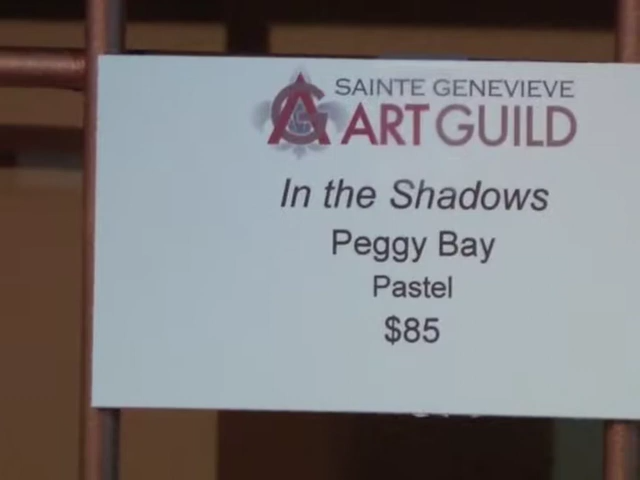 SAINTE GENEVIEVE
ART GUILD
In the Shadows
Peggy Bay
Pastel
$85